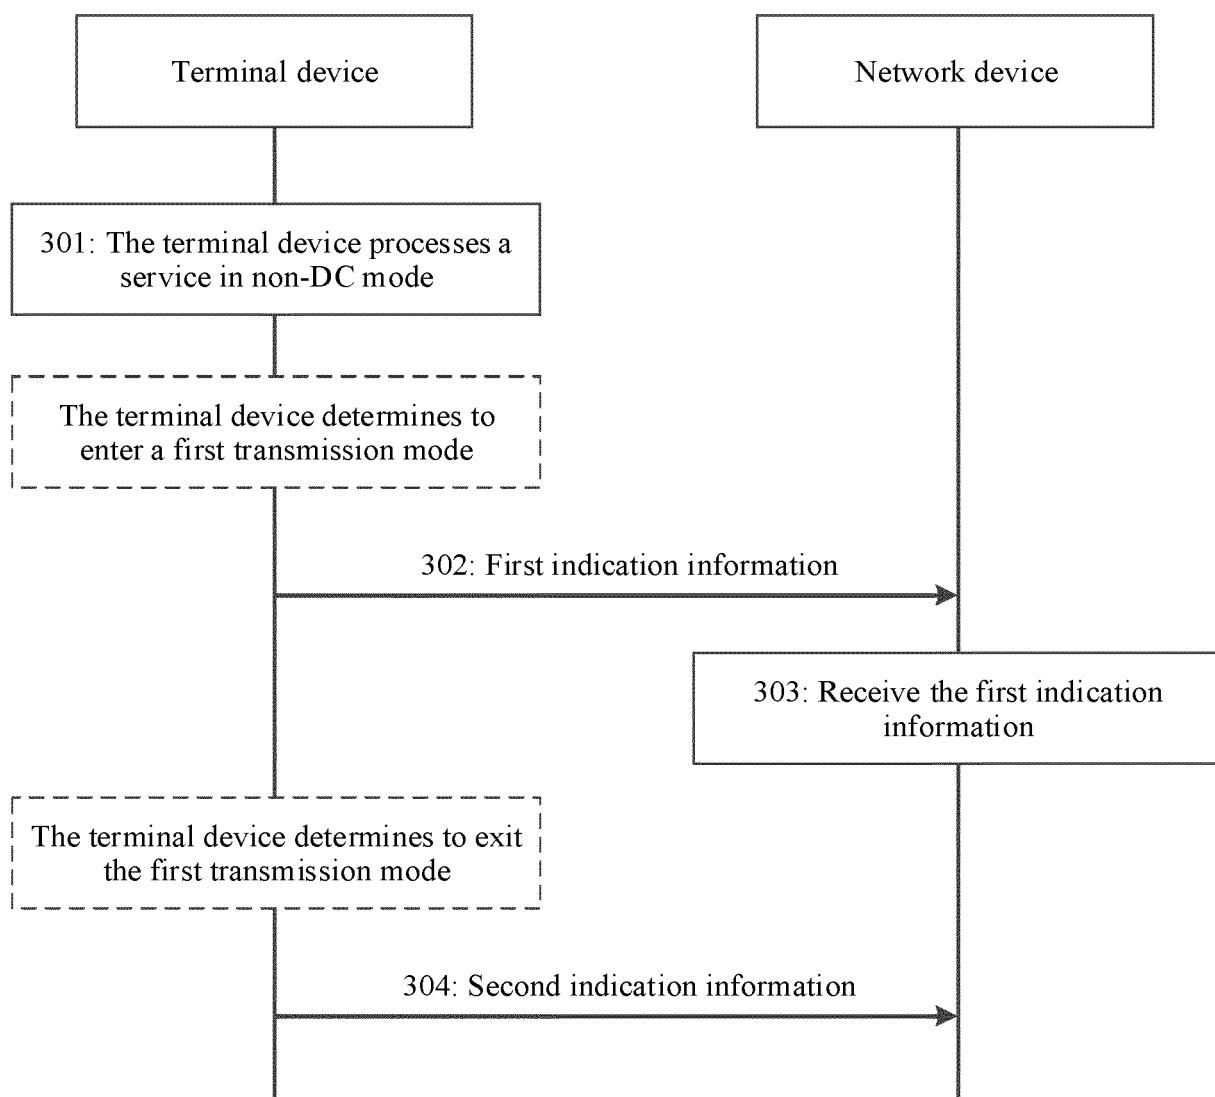 Terminal device
Network device
301: The terminal device processes a
service in non-DC mode
The terminal device determines to
enter a first transmission mode
302: First indication information
303: Receive the first indication
information
The terminal device determines to exit
the first transmission mode
304: Second indication information